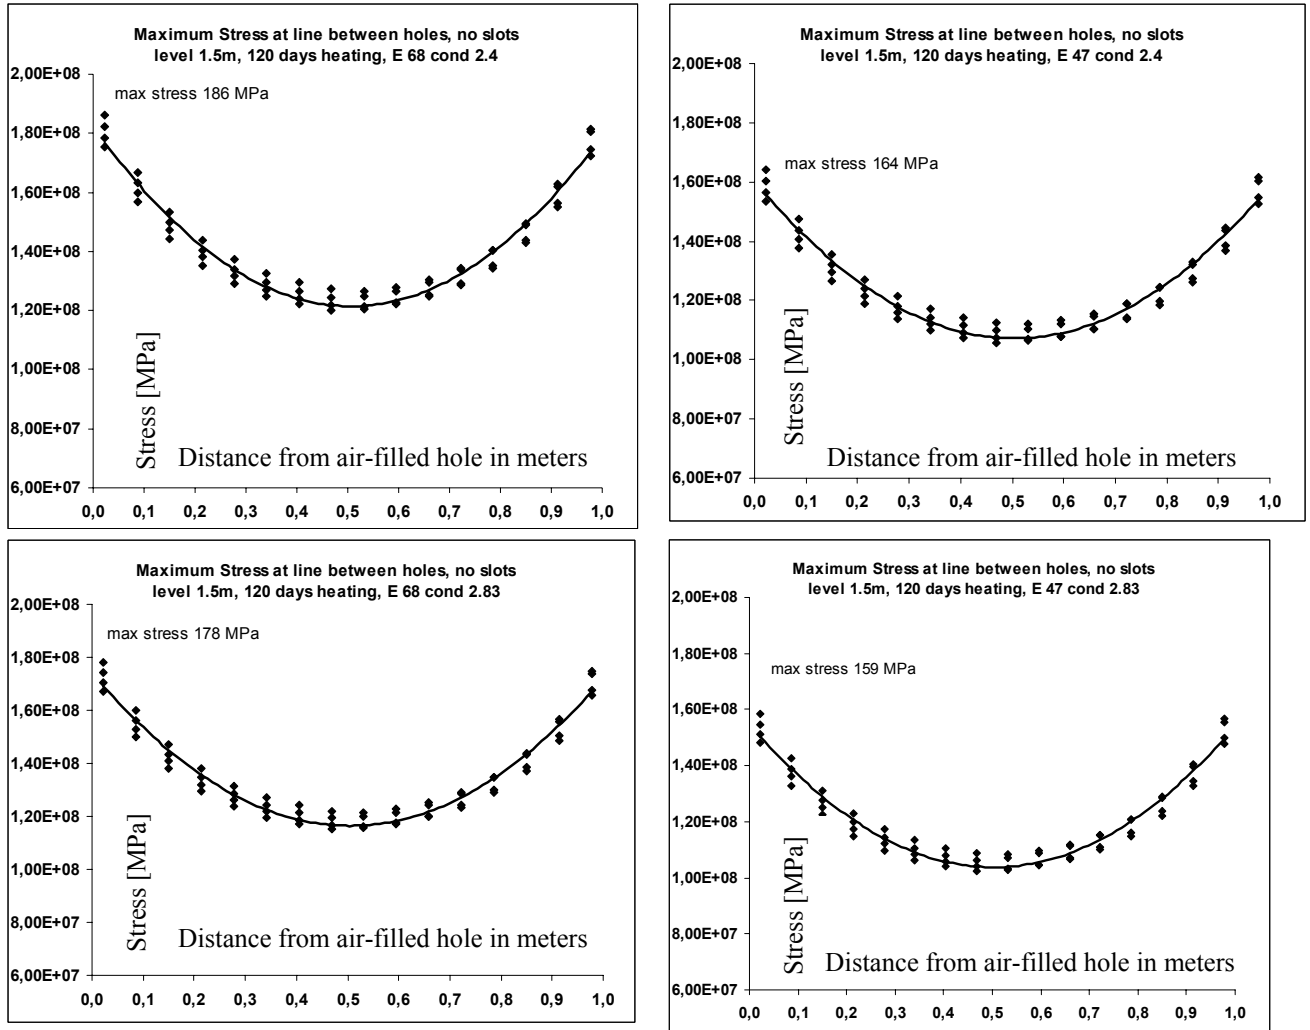 Maximum Stress at line between holes, no slots
level 1.5m, 120 days heating, E 68 cond 2.4
max stress 186 MPa
2,00E+08
1,80E+08
1,60E+08
1,40E+08
1,20E+08
1,00E+08
8,00E+07
6,00E+07
Stress [MPa]
Distance from air-filled hole in meters
0,0 0,1 0,2 0,3 0,4 0,5 0,6 0,7 0,8 0,9 1,0
Maximum Stress at line between holes, no slots
level 1.5m, 120 days heating, E 47 cond 2.4
max stress 164 MPa
2,00E+08
1,80E+08
1,60E+08
1,40E+08
1,20E+08
1,00E+08
8,00E+07
6,00E+07
Stress [MPa]
Distance from air-filled hole in meters
0,0 0,1 0,2 0,3 0,4 0,5 0,6 0,7 0,8 0,9 1,0
Maximum Stress at line between holes, no slots
level 1.5m, 120 days heating, E 68 cond 2.83
max stress 178 MPa
2,00E+08
1,80E+08
1,60E+08
1,40E+08
1,20E+08
1,00E+08
8,00E+07
6,00E+07
Stress [MPa]
Distance from air-filled hole in meters
0,0 0,1 0,2 0,3 0,4 0,5 0,6 0,7 0,8 0,9 1,0
Maximum Stress at line between holes, no slots
level 1.5m, 120 days heating, E 47 cond 2.83
max stress 159 MPa
2,00E+08
1,80E+08
1,60E+08
1,40E+08
1,20E+08
1,00E+08
8,00E+07
6,00E+07
Stress [MPa]
Distance from air-filled hole in meters
0,0 0,1 0,2 0,3 0,4 0,5 0,6 0,7 0,8 0,9 1,0